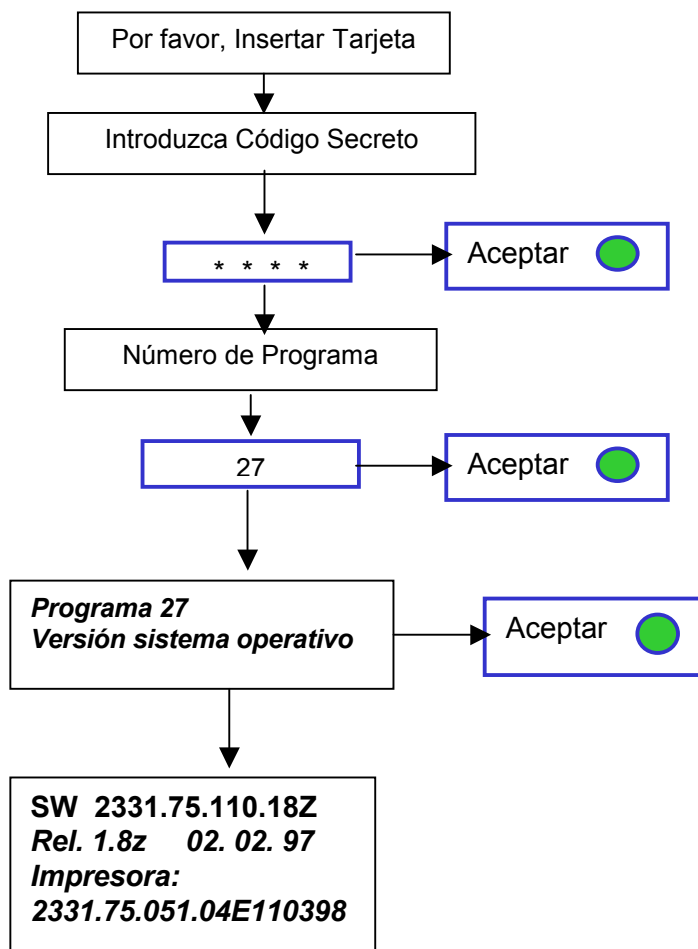 Por favor, Insertar Tarjeta
Introduzca Código Secreto
* * * *
Aceptar
Número de Programa
27
Aceptar
Programa 27
Versión sistema operativo
Aceptar
SW 2331.75.110.18Z
Rel. 1.8z 02. 02. 97
Impresora:
2331.75.051.04E110398